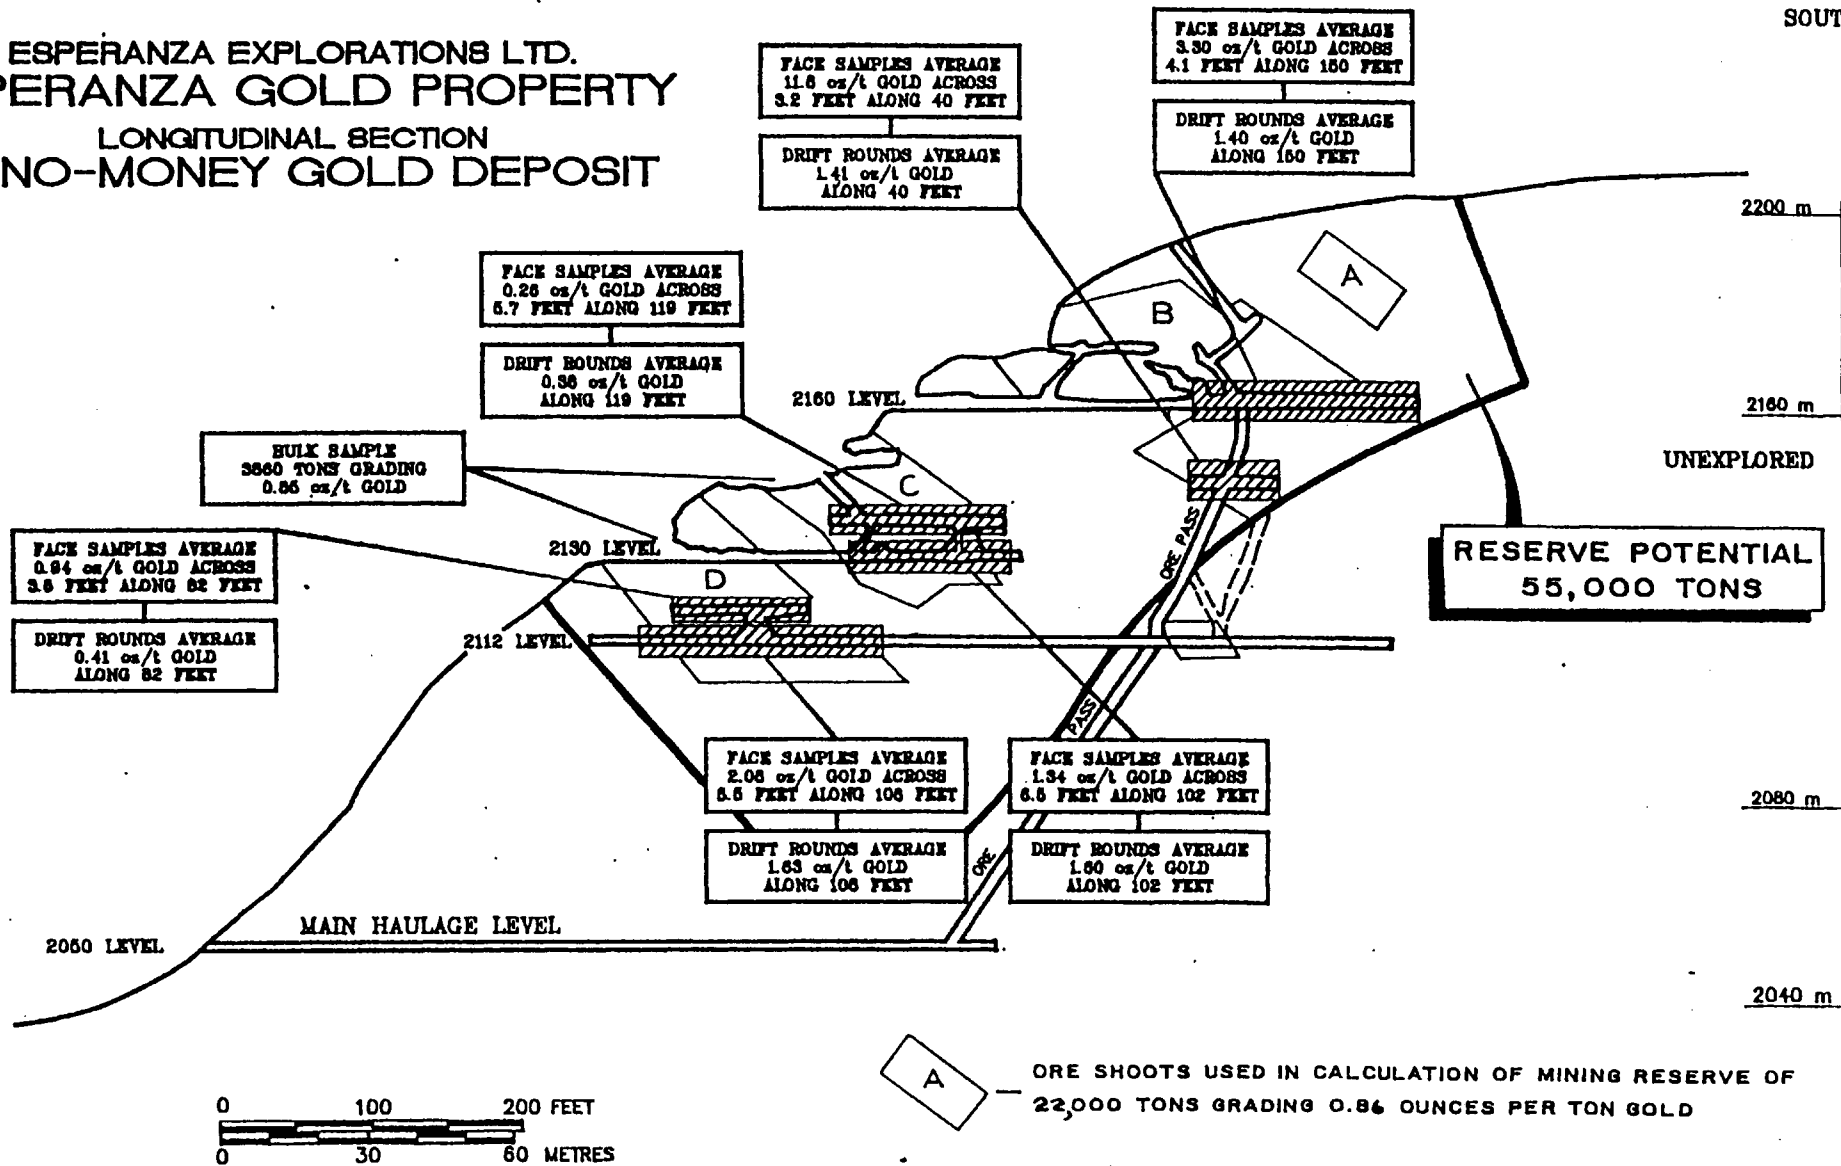 ESPERANZA EXPLORATIONS LTD.
PERANZA GOLD PROPERTY
LONGITUDINAL SECTION
NO-MONEY GOLD DEPOSIT
SOUT
FACE SAMPLES AVERAGE
11.6 oz/t GOLD ACROSS
3.2 FEET ALONG 40 FEET
DRIFT ROUNDS AVERAGE
1.41 oz/t GOLD
ALONG 40 FEET
FACE SAMPLES AVERAGE
3.30 oz/t GOLD ACROSS
4.1 FEET ALONG 150 FEET
DRIFT ROUNDS AVERAGE
1.40 oz/t GOLD
ALONG 150 FEET
2200 m
A
B
FACE SAMPLES AVERAGE
0.26 oz/t GOLD ACROSS
5.7 FEET ALONG 119 FEET
DRIFT ROUNDS AVERAGE
0.36 oz/t GOLD
ALONG 119 FEET
2160 LEVEL
2160 m
UNEXPLORED
BULK SAMPLE
3860 TONS GRADING
0.86 oz/t GOLD
C
ORE PASS
RESERVE POTENTIAL
55,000 TONS
2130 LEVEL
D
FACE SAMPLES AVERAGE
0.94 oz/t GOLD ACROSS
3.6 FEET ALONG 82 FEET
DRIFT ROUNDS AVERAGE
0.41 oz/t GOLD
ALONG 82 FEET
2112 LEVEL
PASS
FACE SAMPLES AVERAGE
2.06 oz/t GOLD ACROSS
5.5 FEET ALONG 106 FEET
DRIFT ROUNDS AVERAGE
1.63 oz/t GOLD
ALONG 106 FEET
FACE SAMPLES AVERAGE
1.34 oz/t GOLD ACROSS
6.5 FEET ALONG 102 FEET
DRIFT ROUNDS AVERAGE
1.60 oz/t GOLD
ALONG 102 FEET
2080 m
ORE
MAIN HAULAGE LEVEL
2050 LEVEL
2040 m
A
ORE SHOOTS USED IN CALCULATION OF MINING RESERVE OF
22,000 TONS GRADING 0.86 OUNCES PER TON GOLD
0 100 200 FEET
0 30 60 METRES